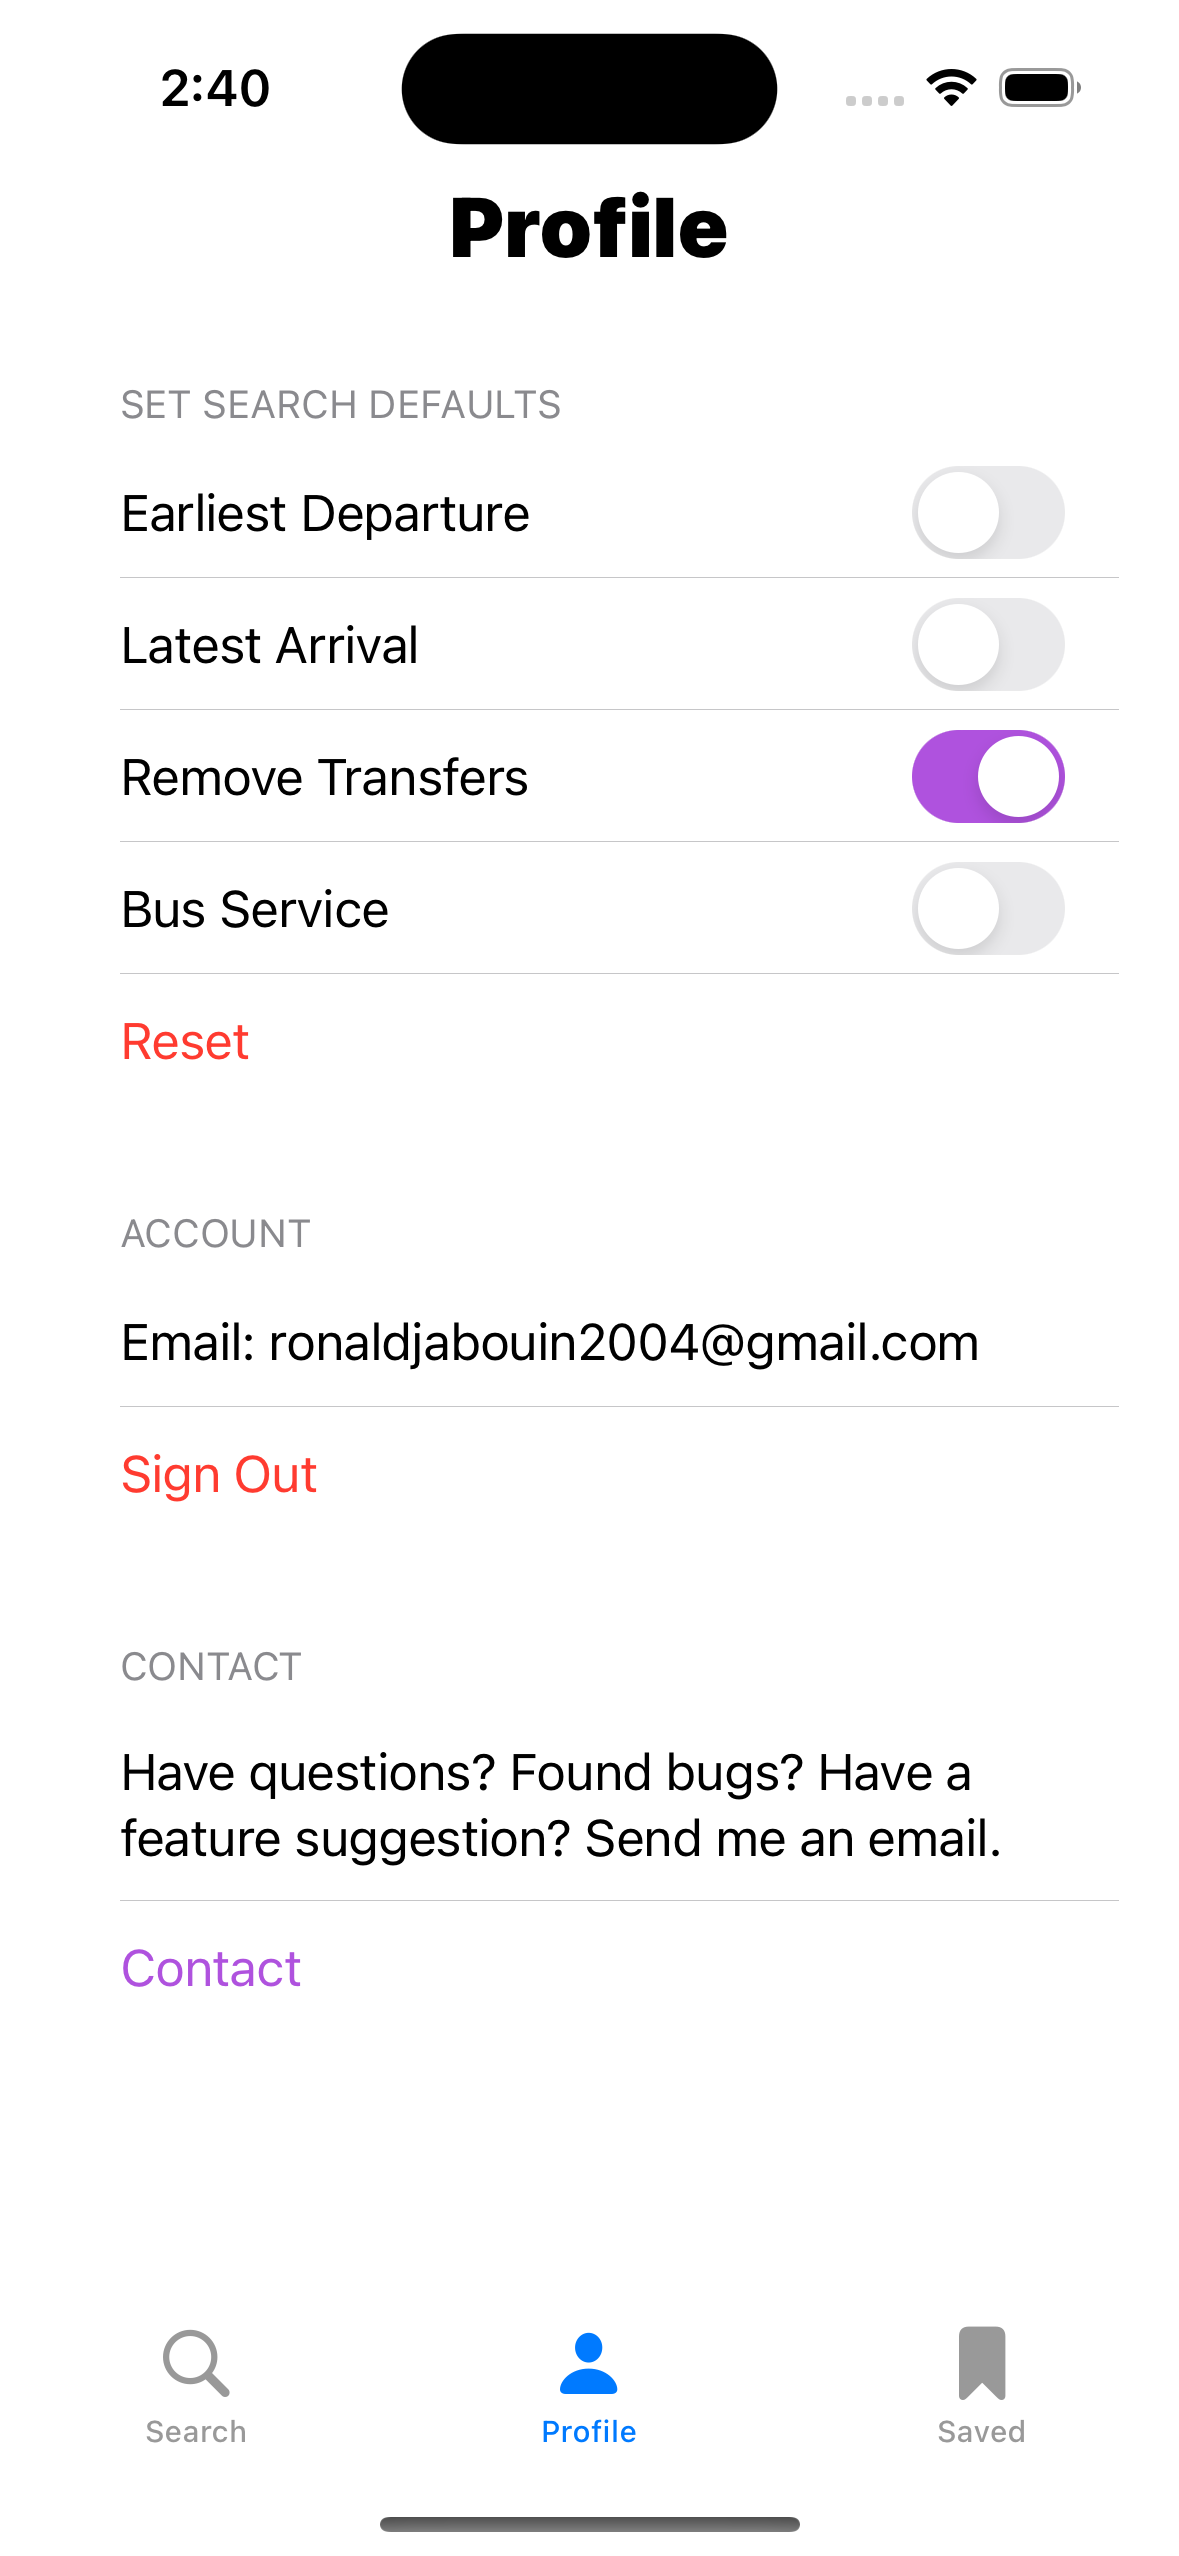 2:40
Profile
SET SEARCH DEFAULTS
Earliest Departure
Latest Arrival
Remove Transfers
Bus Service
Reset
ACCOUNT
Email: ronaldjabouin2004@gmail.com
Sign Out
CONTACT
Have questions? Found bugs? Have a
feature suggestion? Send me an email.
Contact
Search
Profile
Saved